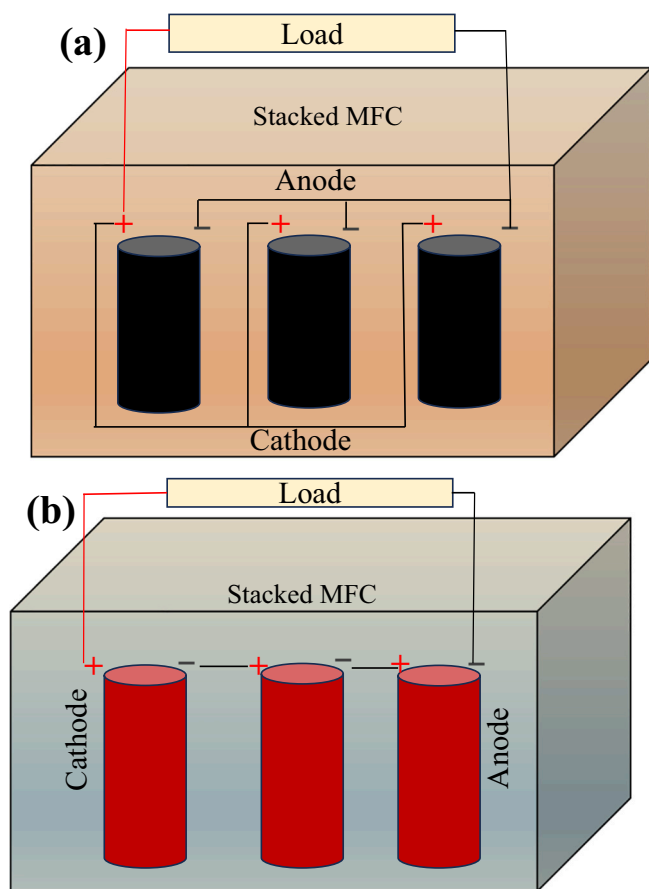 (a)
Load
Stacked MFC
Anode
+ − + − + −
Cathode
(b)
Load
Stacked MFC
+ − + − + −
Cathode
Anode